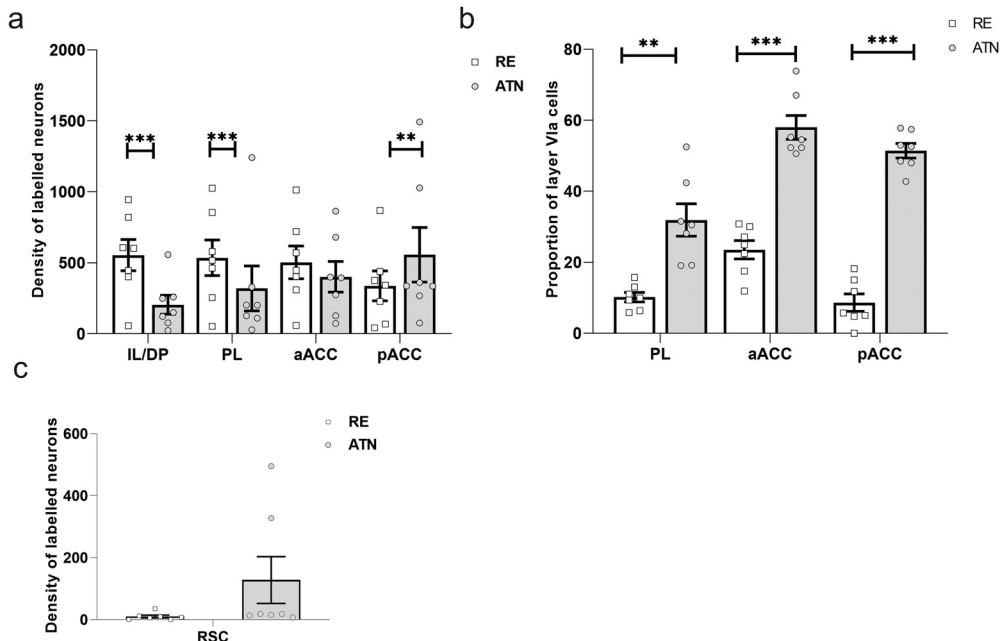 a
2000
1500
1000
500
0
Density of labelled neurons
RE
ATN
***
***
**
IL/DP PL aACC pACC
b
80
60
40
20
0
Proportion of layer VIa cells
RE
ATN
**
***
***
PL aACC pACC
c
600
400
200
0
Density of labelled neurons
RE
ATN
RSC